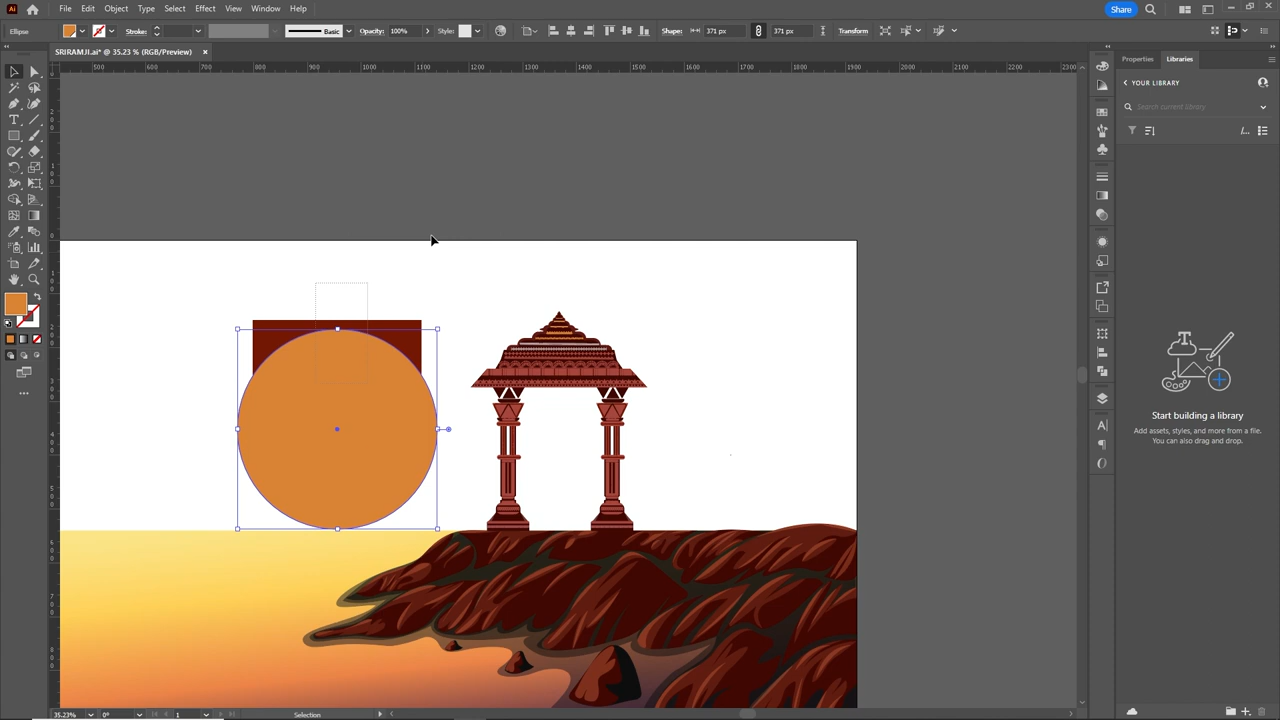 Ai File Edit Object Type Select Effect View Window Help Share
Ellipse Stroke: Basic Opacity: 100% Style: Shape: 371 px 371 px Transform
SRIRAMJI.ai* @ 35,23 % (RGB/Preview) × Properties Libraries
500 600 700 800 900 1000 1100 1200 1300 1400 1500 1600 1700 1800 1900 2000 2100 2200 2300
YOUR LIBRARY
Search current library
Start building a library
Add assets, styles, and more from a file.
You can also drag and drop.
35.23% 0° 1 Selection